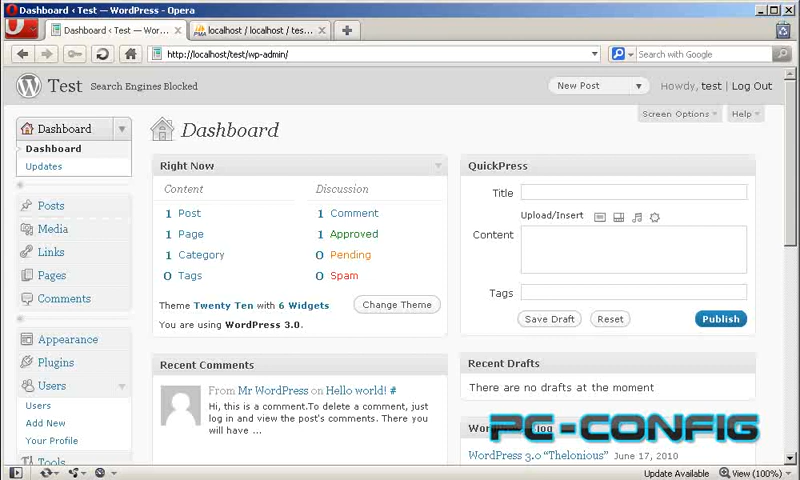 Dashboard ‹ Test — WordPress - Opera
Dashboard ‹ Test — Wor...
localhost / localhost / tes...
http://localhost/test/wp-admin/
Search with Google
Test
Search Engines Blocked
New Post
Howdy, test | Log Out
Screen Options
Help
Dashboard
Dashboard
Updates
Posts
Media
Links
Pages
Comments
Appearance
Plugins
Users
Users
Add New
Your Profile
Tools
Dashboard
Right Now
Content
Discussion
1 Post
1 Comment
1 Page
1 Approved
1 Category
0 Pending
0 Tags
0 Spam
Theme Twenty Ten with 6 Widgets
Change Theme
You are using WordPress 3.0.
Recent Comments
From Mr WordPress on Hello world! #
Hi, this is a comment.To delete a comment, just
log in and view the post's comments. There you
will have ...
QuickPress
Title
Upload/Insert
Content
Tags
Save Draft
Reset
Publish
Recent Drafts
There are no drafts at the moment
PC-CONFIG
WordPress 3.0 “Thelonious” June 17, 2010
Update Available
View (100%)